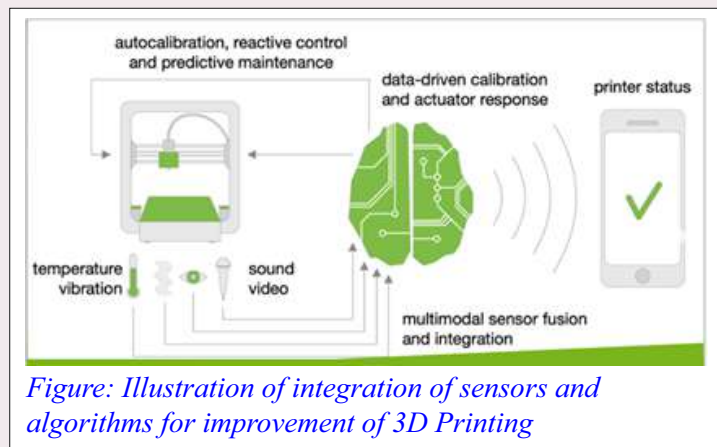 autocalibration, reactive control
and predictive maintenance
data-driven calibration
and actuator response
printer status
temperature
vibration
sound
video
multimodal sensor fusion
and integration
Figure: Illustration of integration of sensors and
algorithms for improvement of 3D Printing